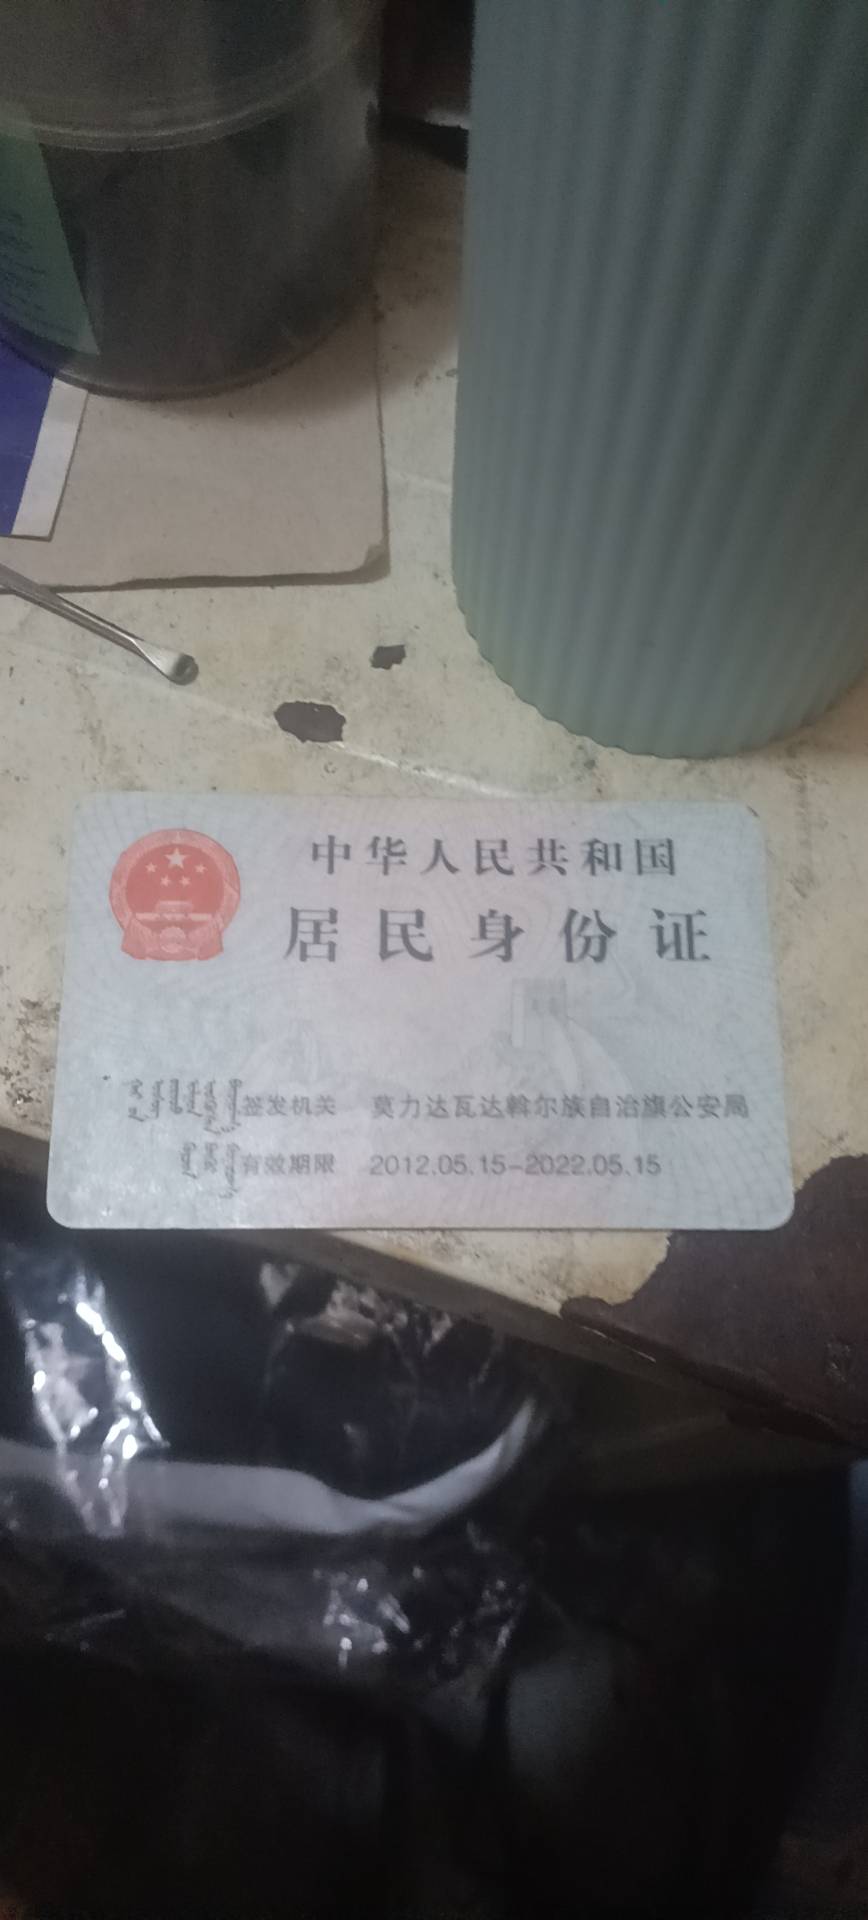 中华人民共和国
居民身份证
签发机关 莫力达瓦达斡尔族自治旗公安局
有效期限 2012.05.15-2022.05.15